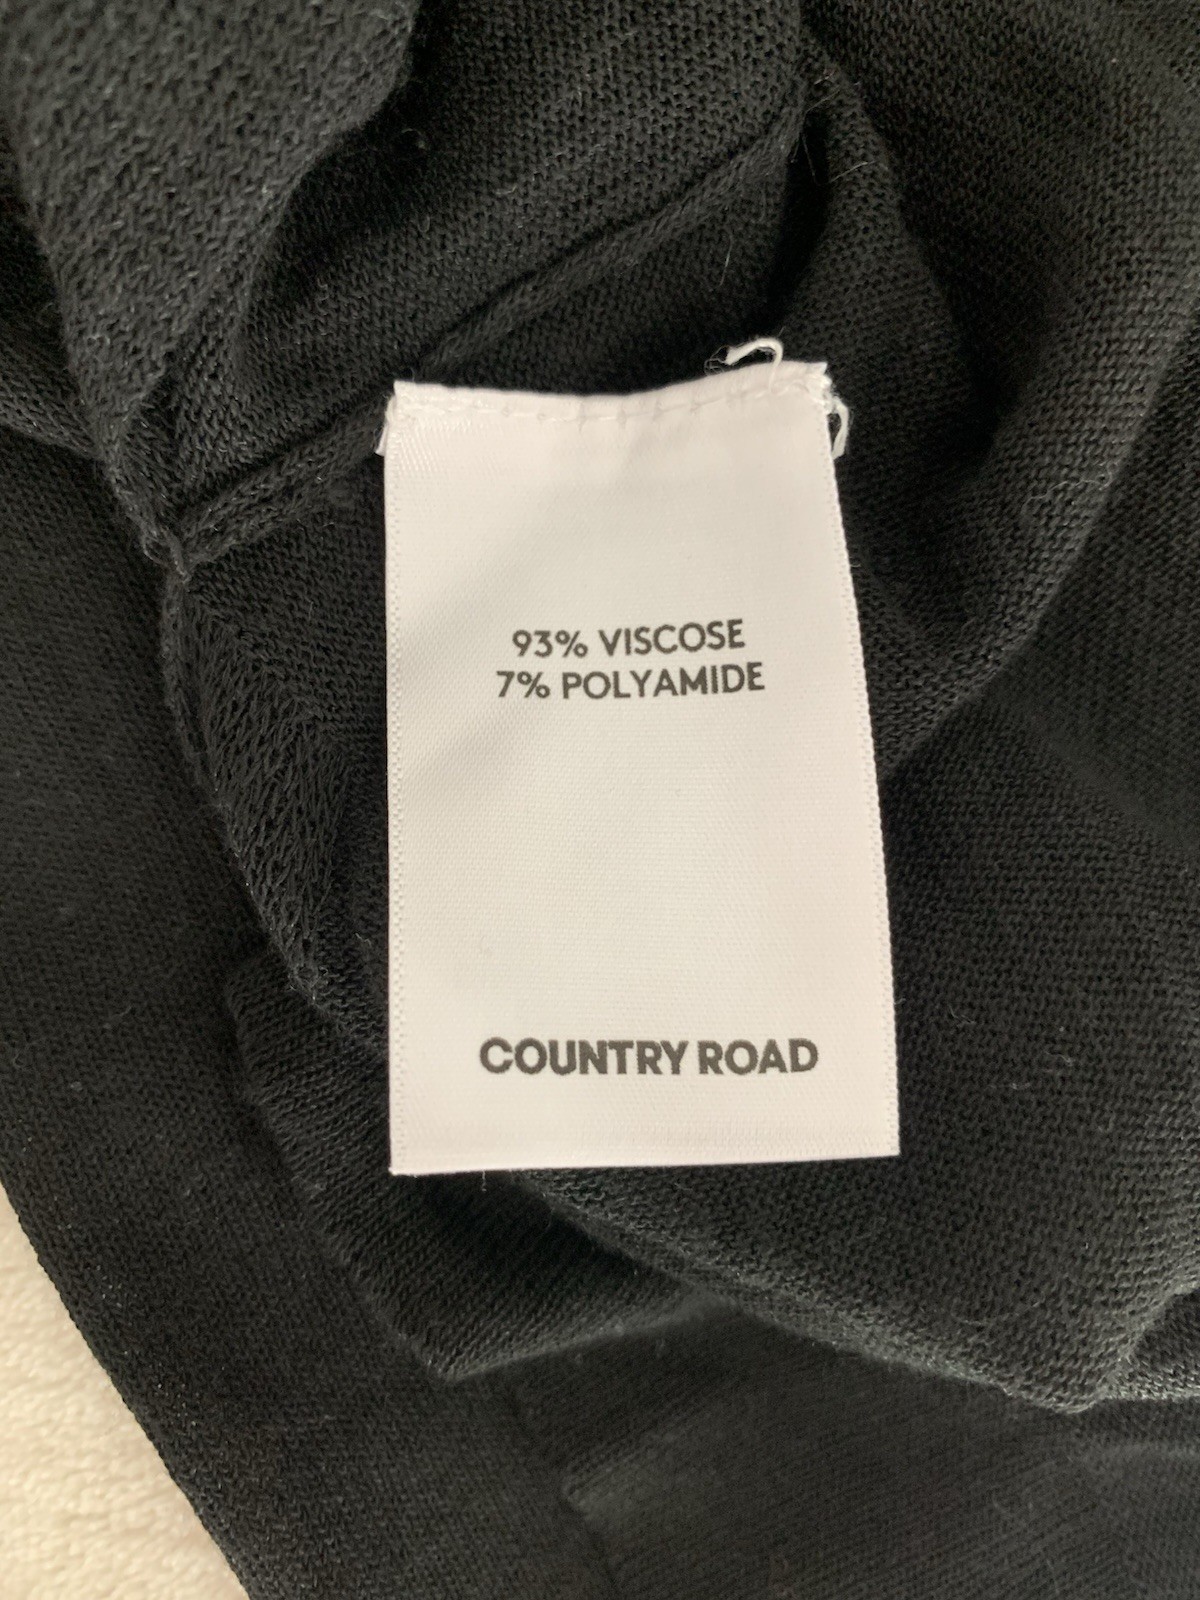 93% VISCOSE
7% POLYAMIDE
COUNTRY ROAD